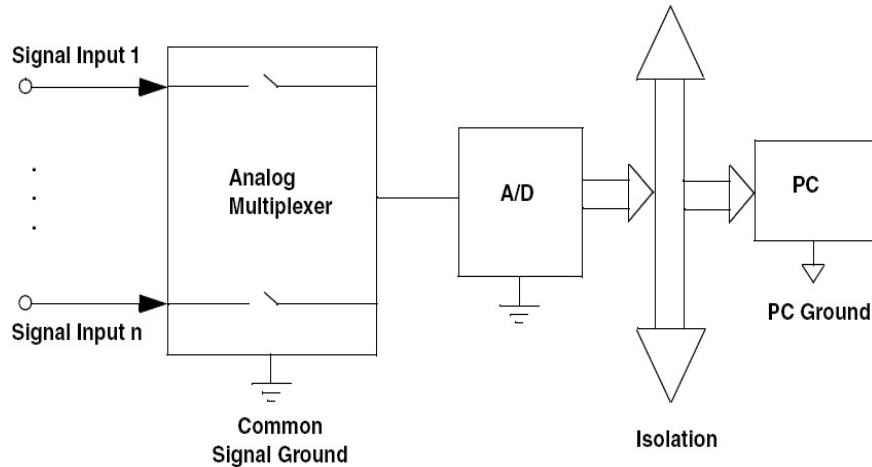 Signal Input 1
Analog
Multiplexer
A/D
PC
Signal Input n
PC Ground
Common
Signal Ground
Isolation